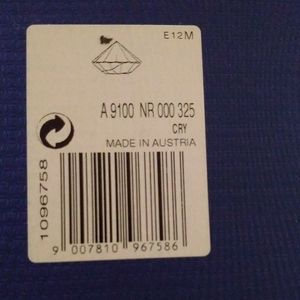 E12M
A 9100 NR 000 325
CRY
MADE IN AUSTRIA
1096758
9 007810 967586